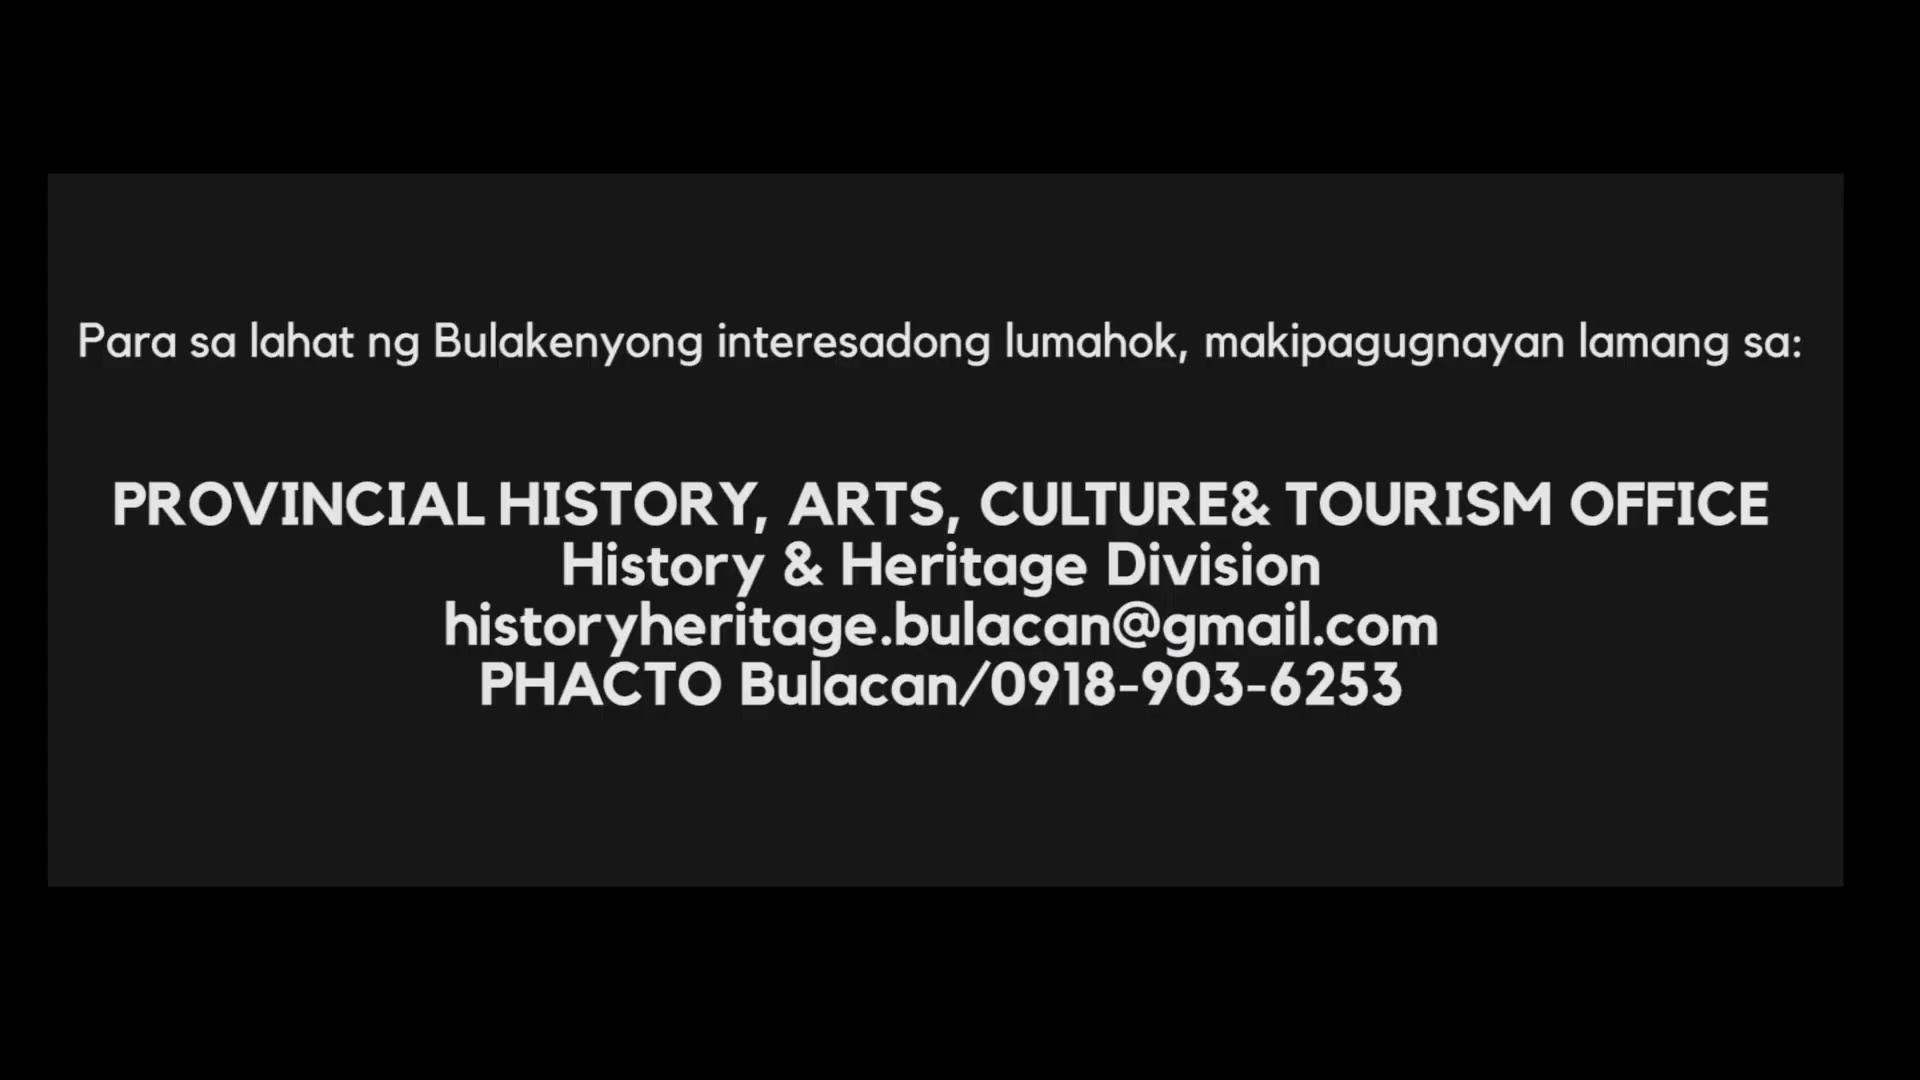 Para sa lahat ng Bulakenyong interesadong lumahok, makipagugnayan lamang sa:
PROVINCIAL HISTORY, ARTS, CULTURE& TOURISM OFFICE
History & Heritage Division
historyheritage.bulacan@gmail.com
PHACTO Bulacan/0918-903-6253